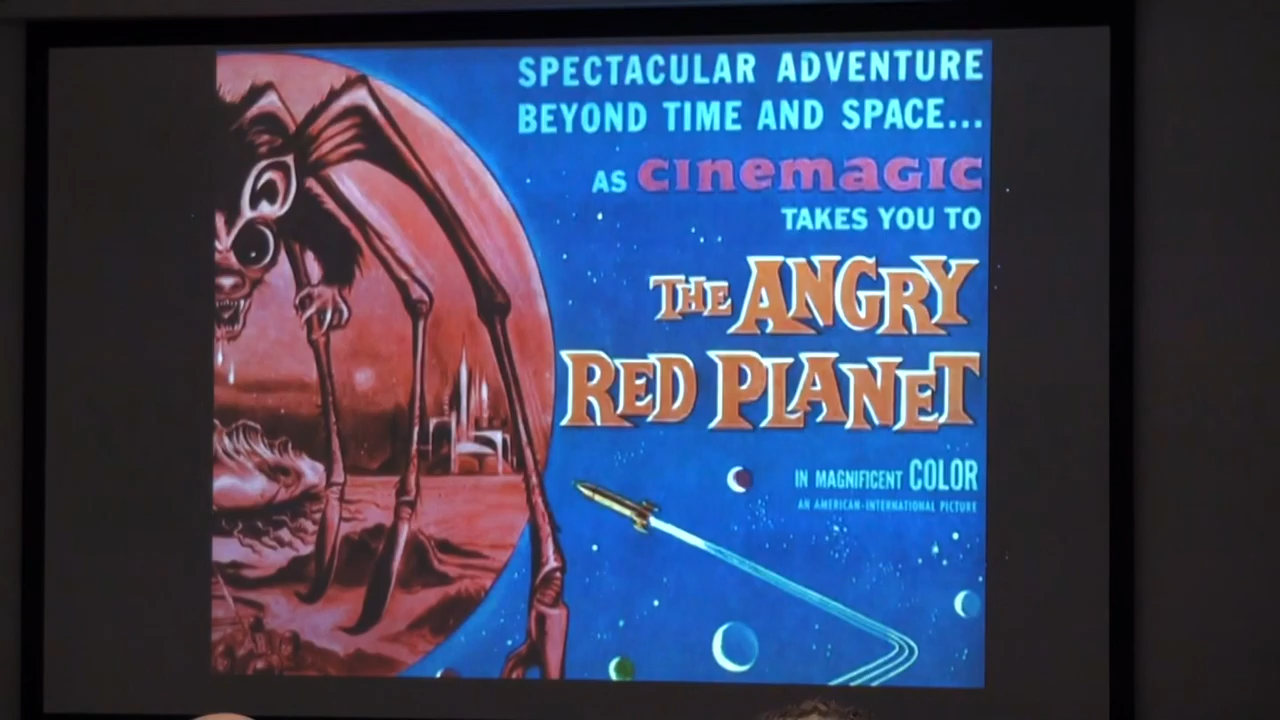 SPECTACULAR ADVENTURE
BEYOND TIME AND SPACE...
AS CINEMAGIC
TAKES YOU TO
THE ANGRY
RED PLANET
IN MAGNIFICENT COLOR
AN AMERICAN-INTERNATIONAL PICTURE